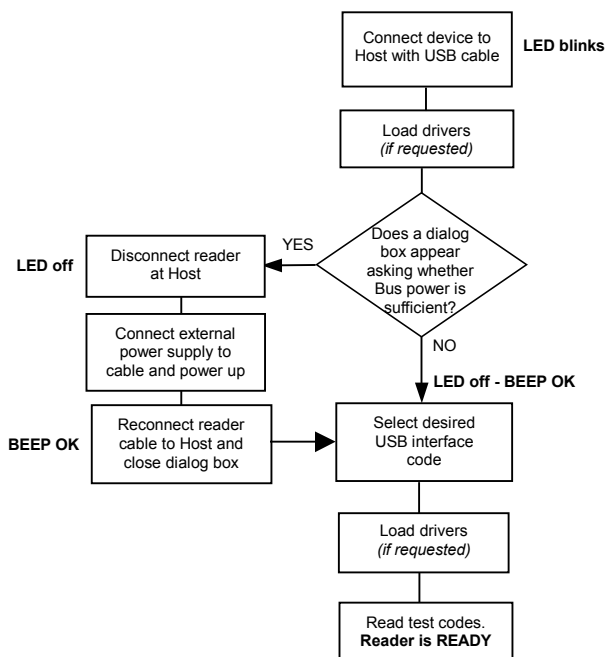 Connect device to
Host with USB cable
LED blinks
Load drivers
(if requested)
Does a dialog
box appear
asking whether
Bus power is
sufficient?
YES
LED off
Disconnect reader
at Host
Connect external
power supply to
cable and power up
BEEP OK
Reconnect reader
cable to Host and
close dialog box
NO
LED off - BEEP OK
Select desired
USB interface
code
Load drivers
(if requested)
Read test codes.
Reader is READY